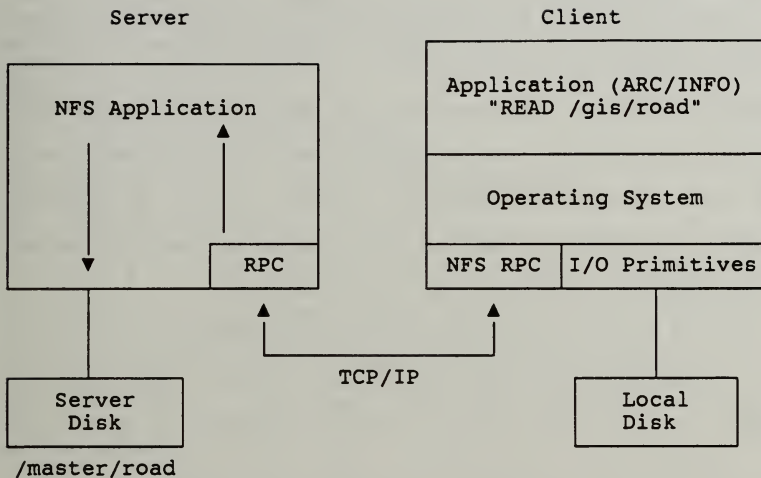 Server
Client
NFS Application
Application (ARC/INFO)
"READ /gis/road"
Operating System
RPC
NFS RPC
I/O Primitives
TCP/IP
Server
Disk
Local
Disk
/master/road